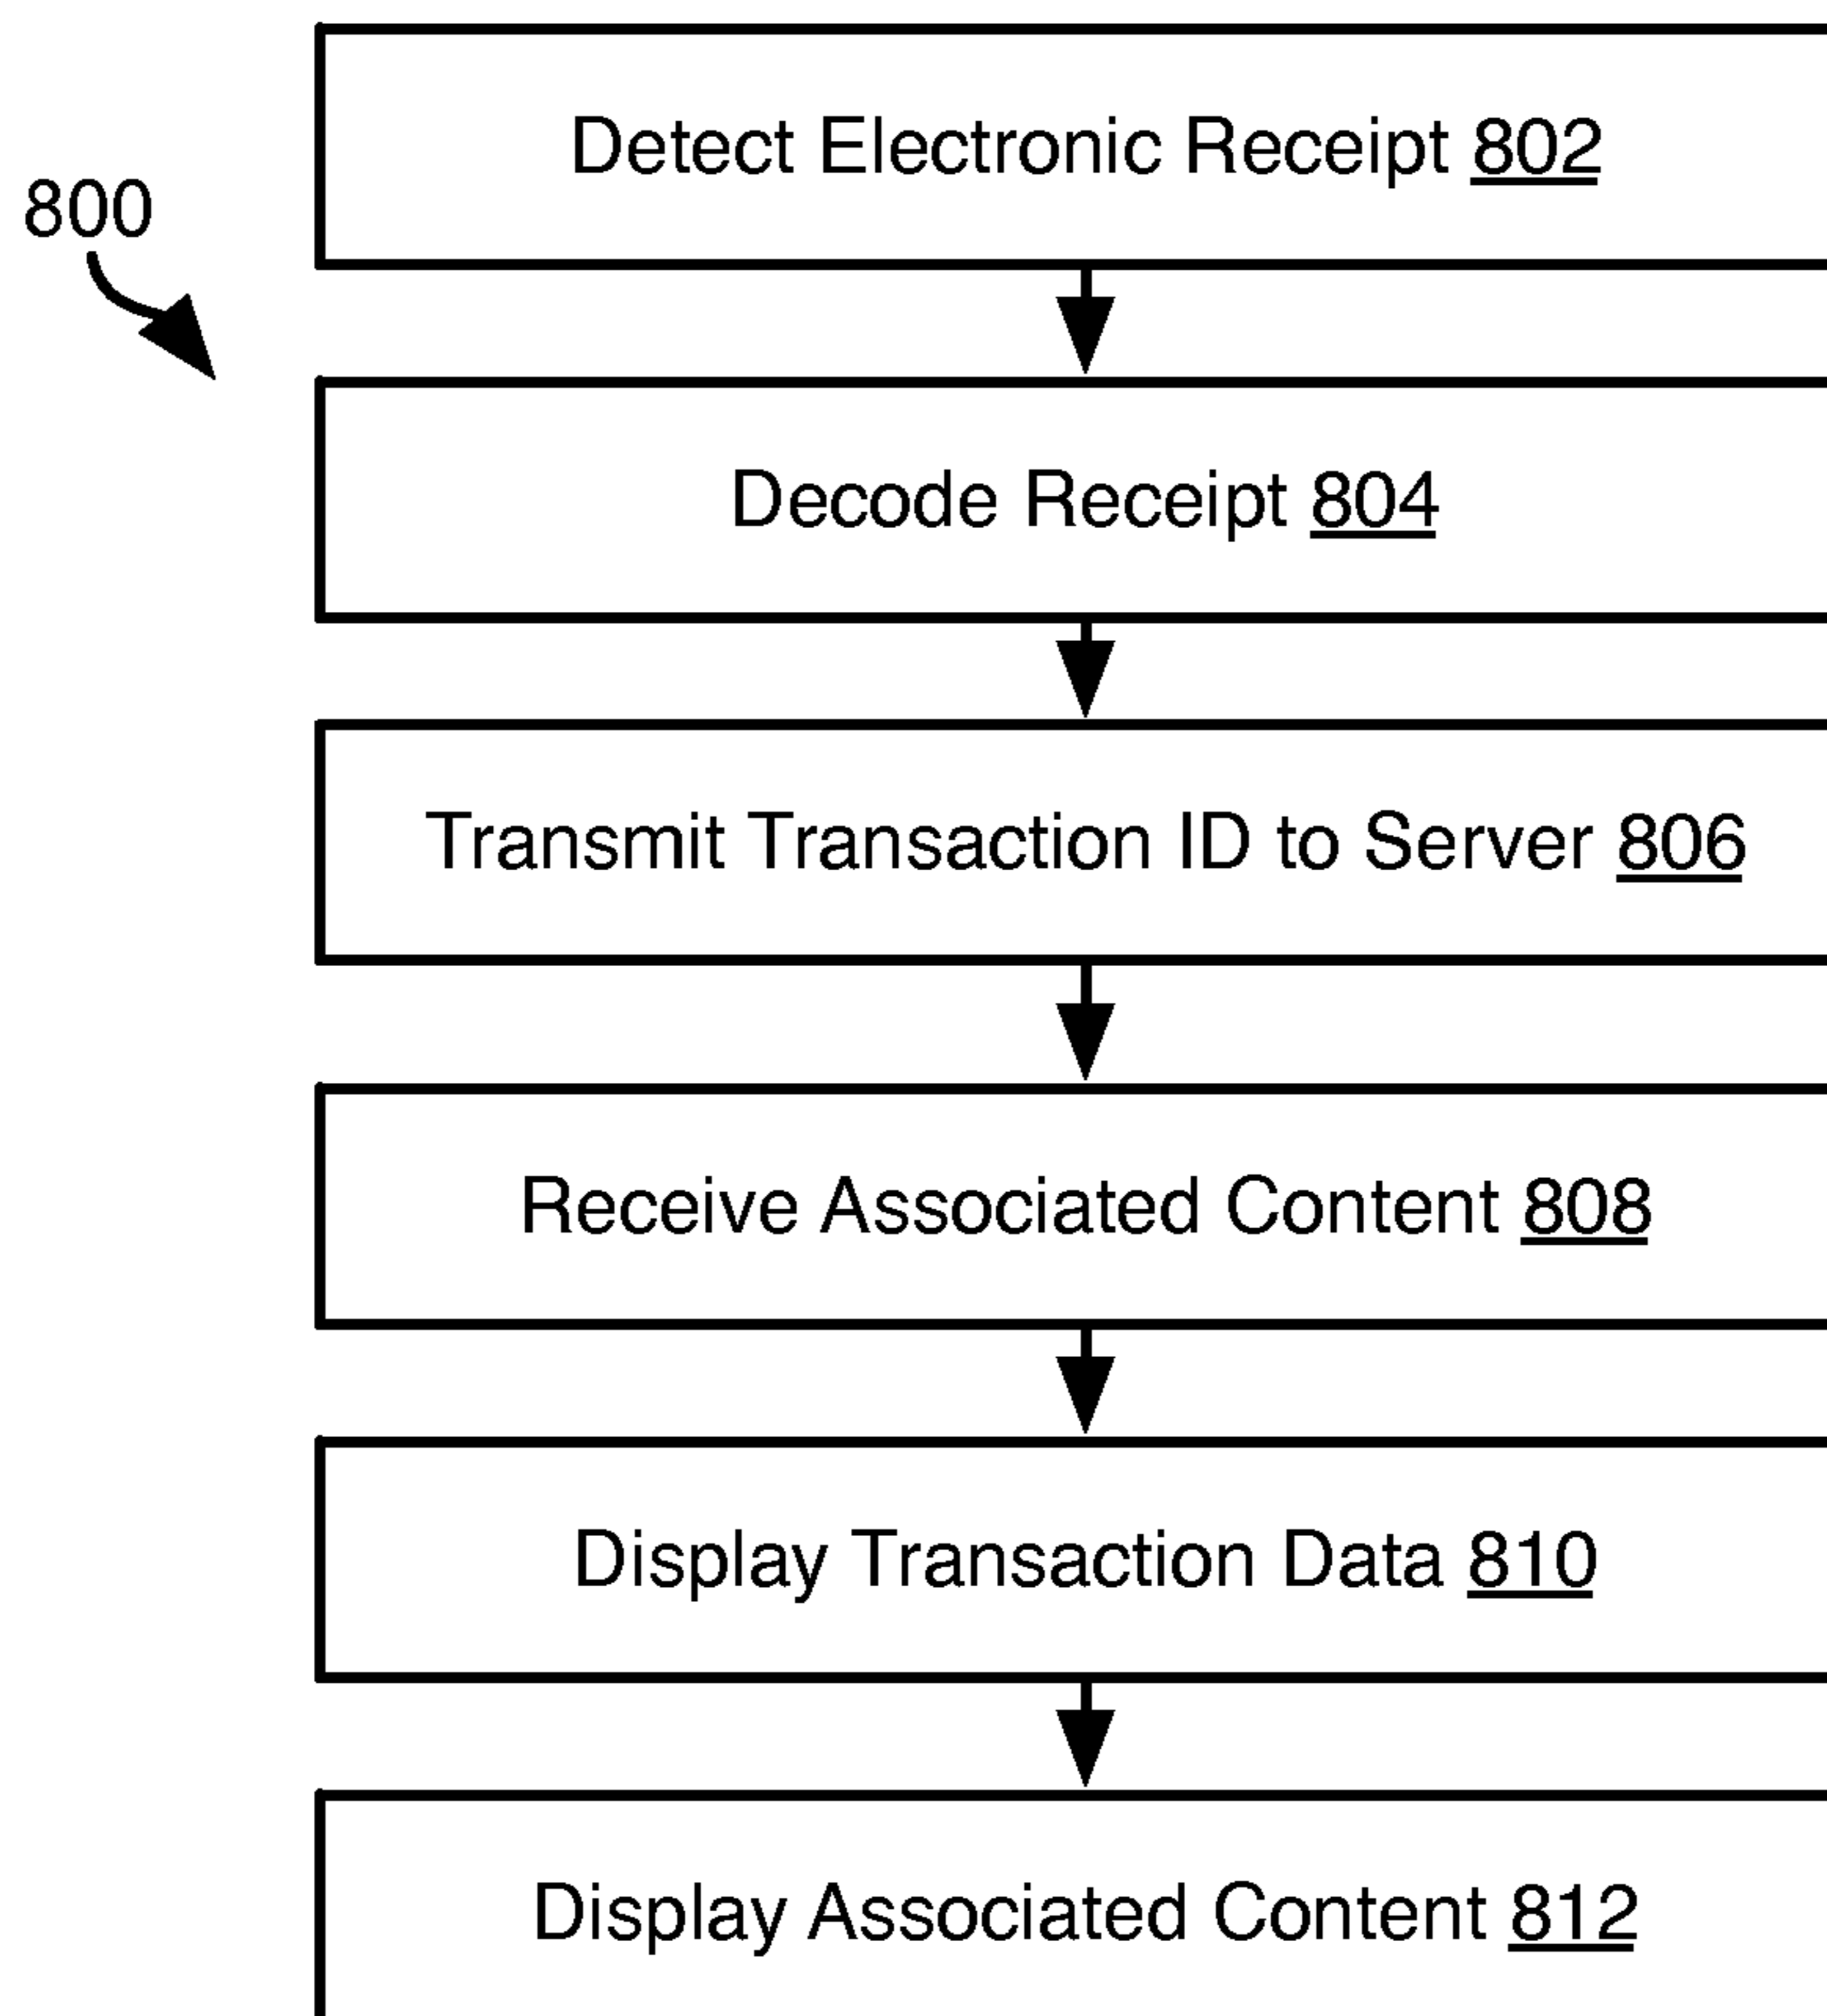 Detect Electronic Receipt 802
800
Decode Receipt 804
Transmit Transaction ID to Server 806
Receive Associated Content 808
Display Transaction Data 810
Display Associated Content 812